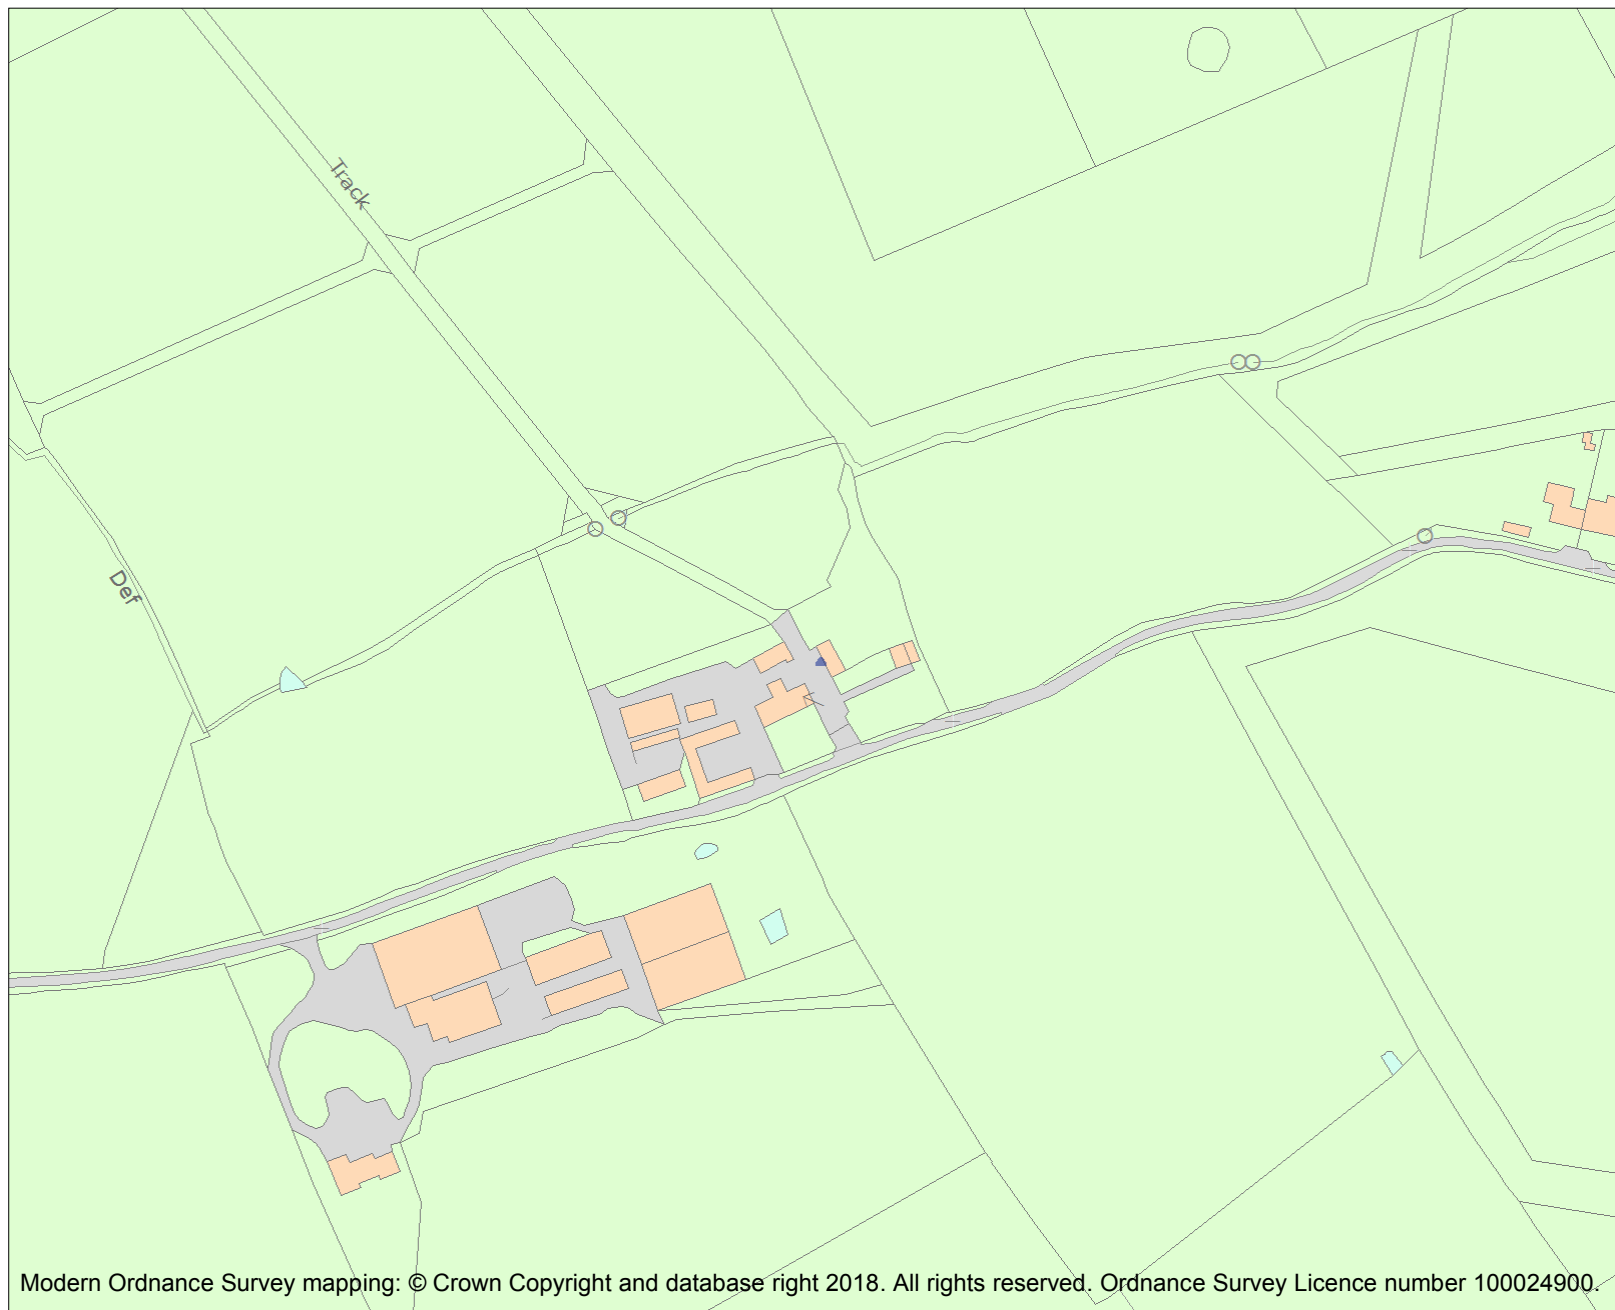 Track
Def
Modern Ordnance Survey mapping: © Crown Copyright and database right 2018. All rights reserved. Ordnance Survey Licence number 100024900.